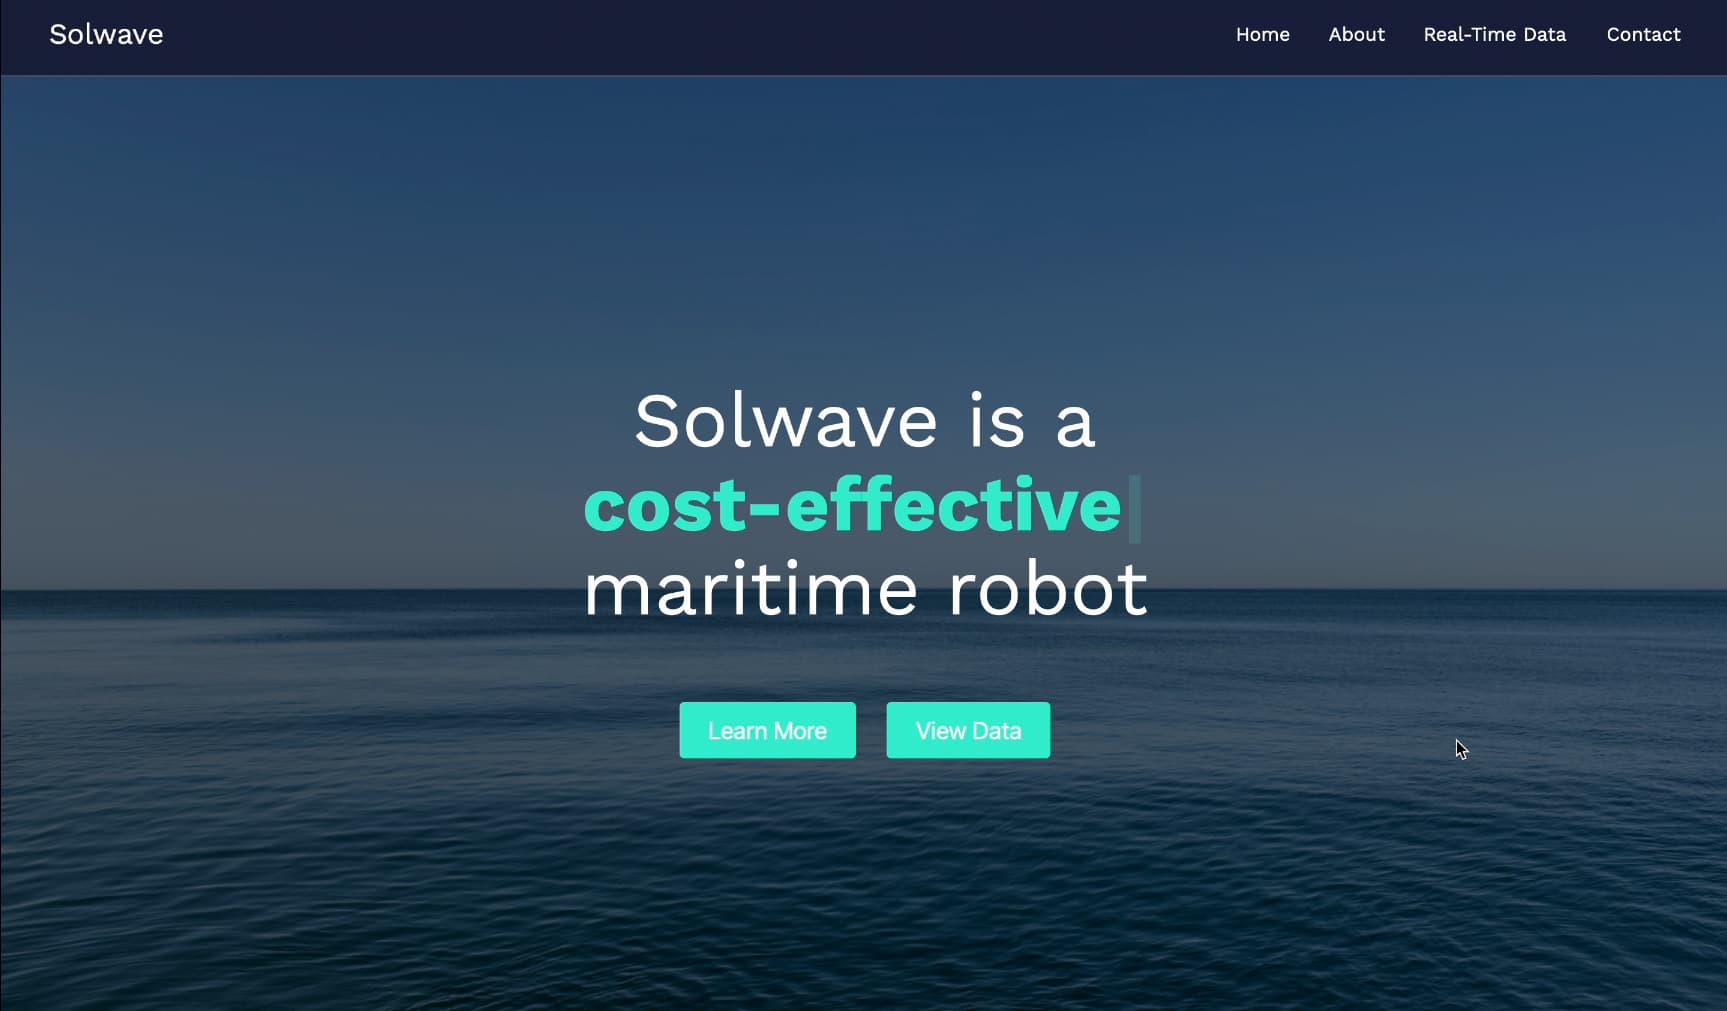 Solwave
Home About Real-Time Data Contact
Solwave is a
cost-effective
maritime robot
Learn More View Data